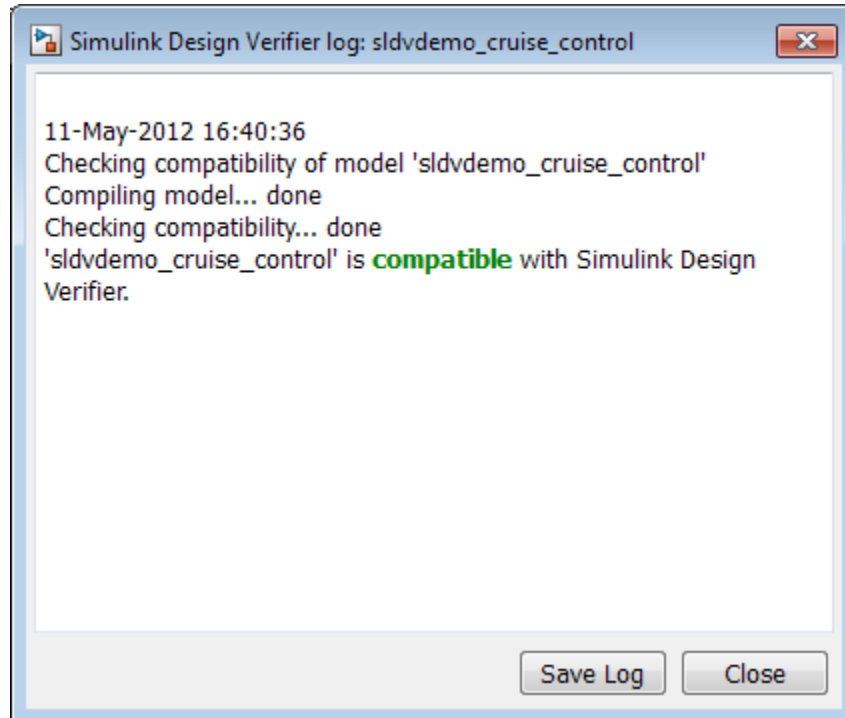 Simulink Design Verifier log: sldvdemo_cruise_control
11-May-2012 16:40:36
Checking compatibility of model 'sldvdemo_cruise_control'
Compiling model... done
Checking compatibility... done
'sldvdemo_cruise_control' is compatible with Simulink Design
Verifier.
Save Log Close